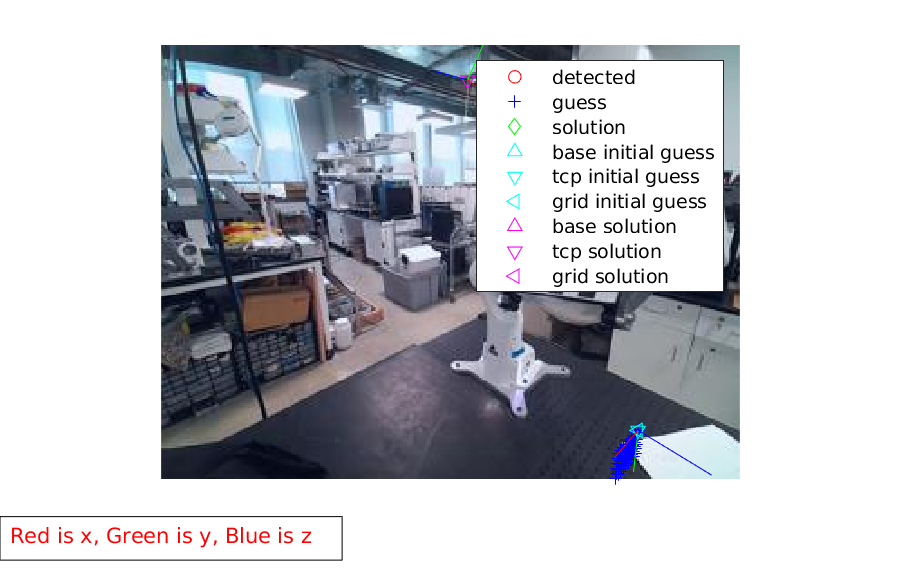 detected
guess
solution
base initial guess
tcp initial guess
grid initial guess
base solution
tcp solution
grid solution
Red is x, Green is y, Blue is z